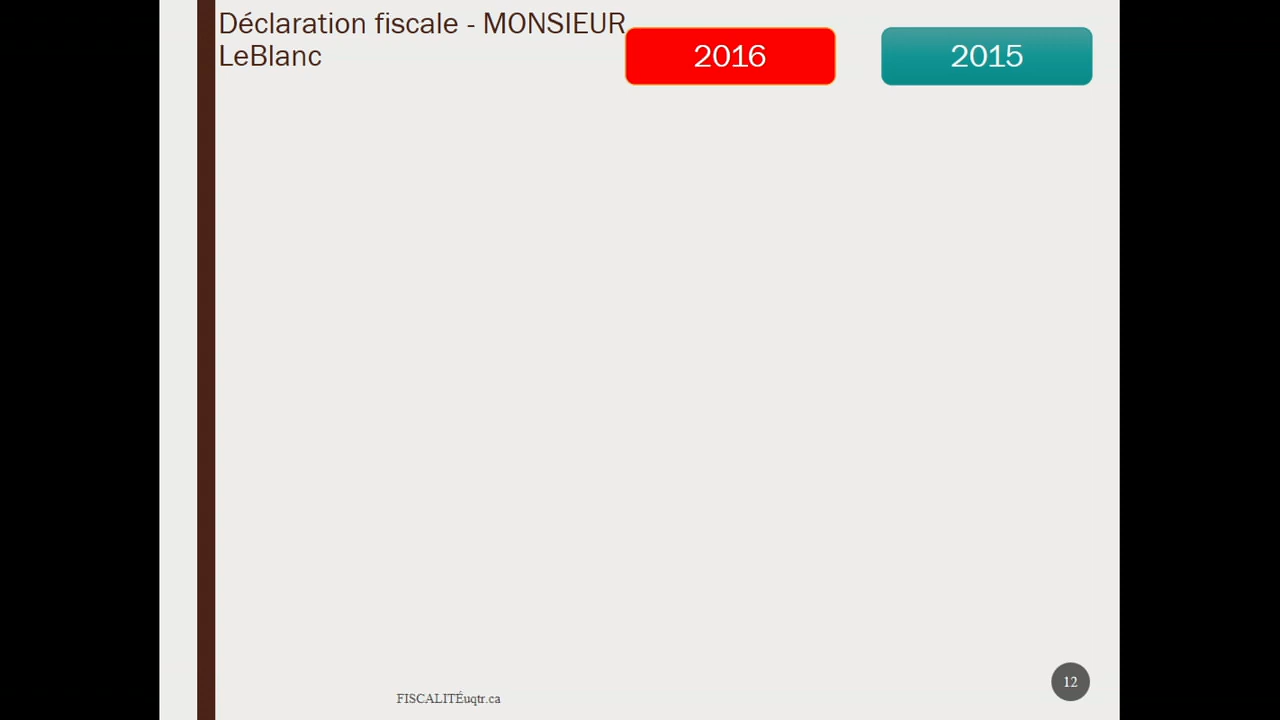 Déclaration fiscale - MONSIEUR
LeBlanc
2016
2015
FISCALITÉuqtr.ca
12